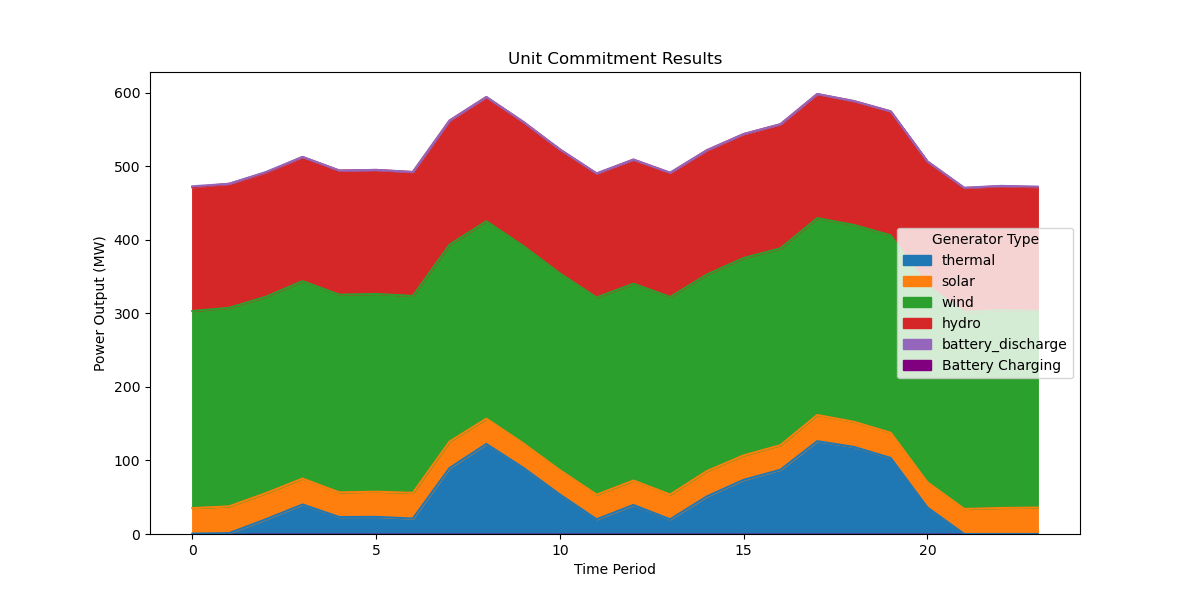 Unit Commitment Results
Power Output (MW)
600
500
400
300
200
100
0
Generator Type
thermal
solar
wind
hydro
battery_discharge
Battery Charging
0 5 10 15 20
Time Period